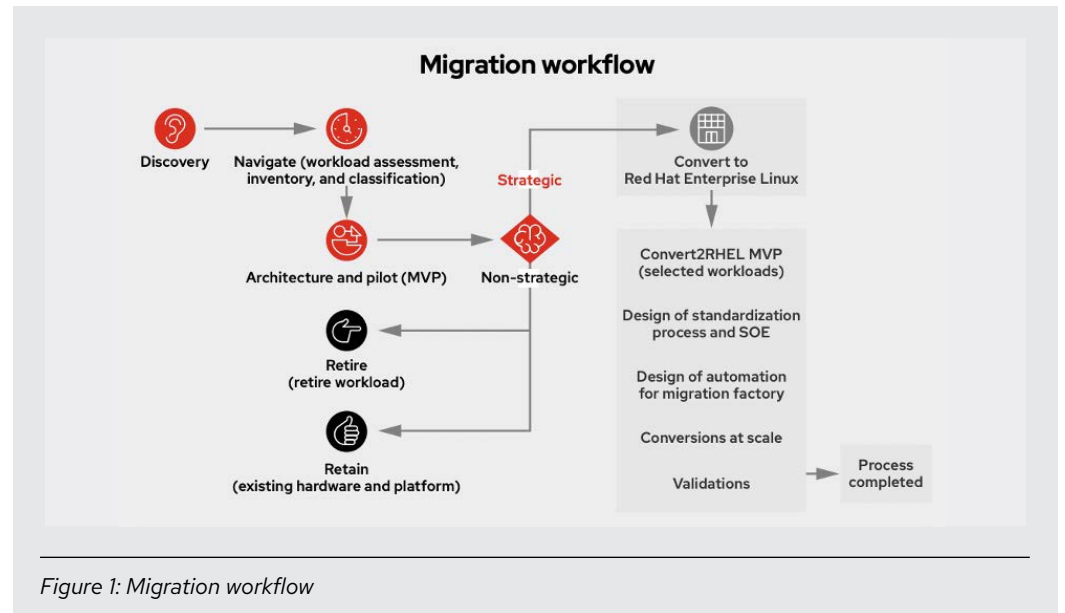 Migration workflow
Discovery
Navigate (workload assessment,
inventory, and classification)
Architecture and pilot (MVP)
Strategic
Non-strategic
Retire
(retire workload)
Retain
(existing hardware and platform)
Convert to
Red Hat Enterprise Linux
Convert2RHEL MVP
(selected workloads)
Design of standardization
process and SOE
Design of automation
for migration factory
Conversions at scale
Validations
Process
completed
Figure 1: Migration workflow